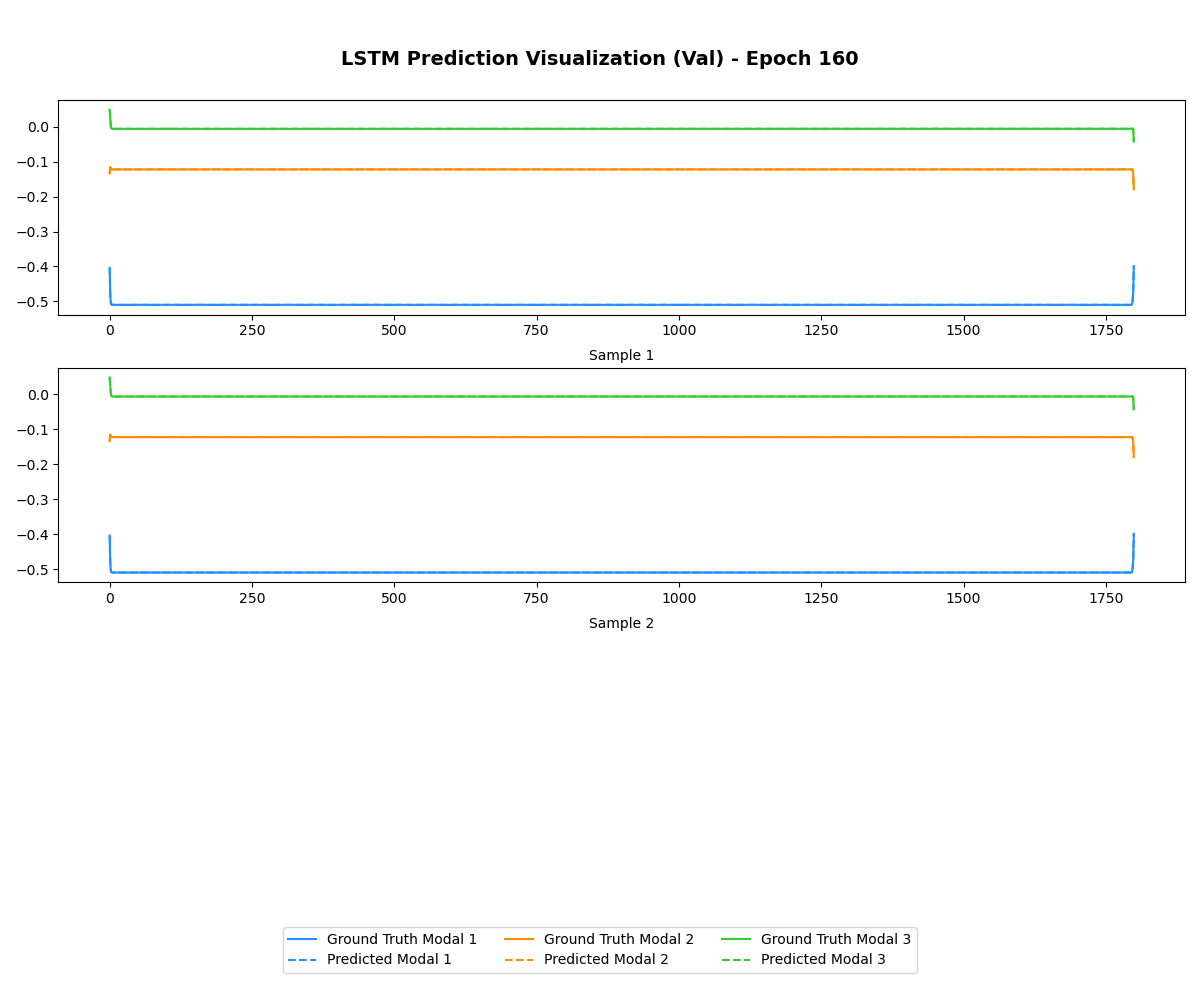 LSTM Prediction Visualization (Val) - Epoch 160
0.0
−0.1
−0.2
−0.3
−0.4
−0.5
0 250 500 750 1000 1250 1500 1750
Sample 1
0.0
−0.1
−0.2
−0.3
−0.4
−0.5
0 250 500 750 1000 1250 1500 1750
Sample 2
Ground Truth Modal 1 Ground Truth Modal 2 Ground Truth Modal 3
Predicted Modal 1 Predicted Modal 2 Predicted Modal 3